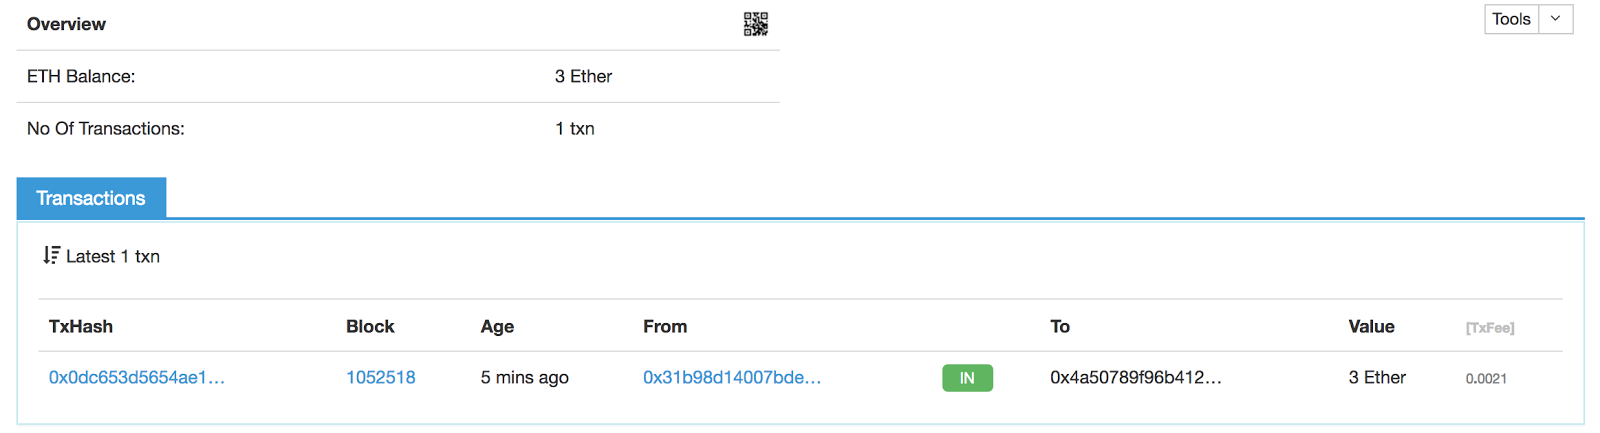 Overview
Tools
ETH Balance: 3 Ether
No Of Transactions: 1 txn
Transactions
Latest 1 txn
TxHash Block Age From To Value [TxFee]
0x0dc653d5654ae1... 1052518 5 mins ago 0x31b98d14007bde... IN 0x4a50789f96b412... 3 Ether 0.0021